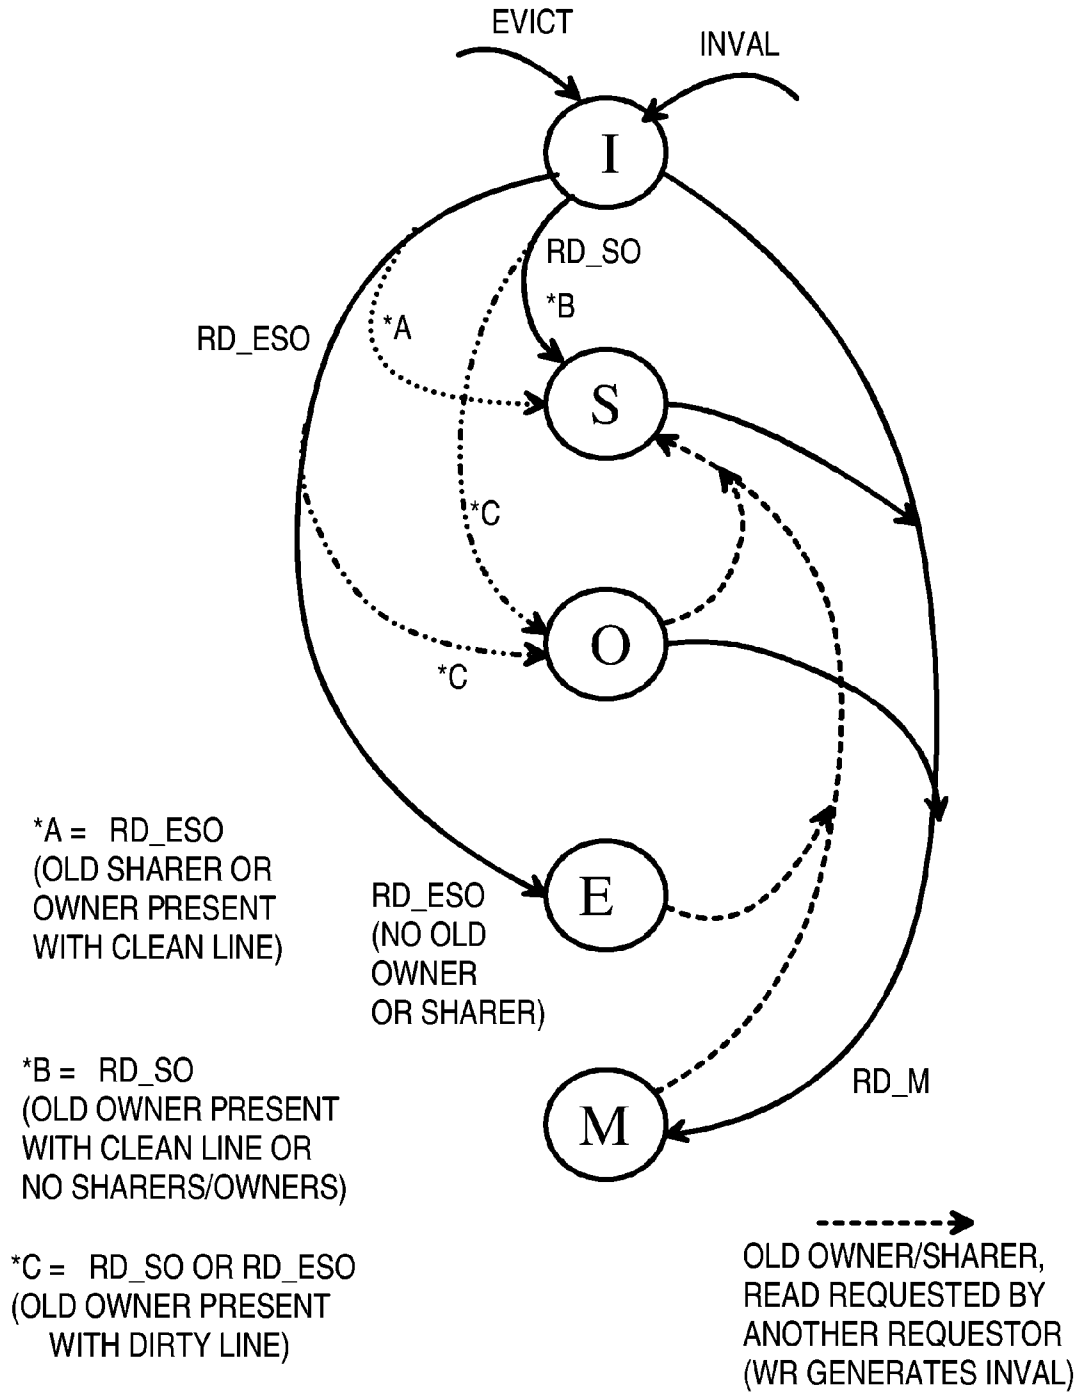 EVICT
INVAL
I
RD_SO
*B
*A
RD_ESO
S
*C
O
*C
E
RD_ESO
(NO OLD
OWNER
OR SHARER)
*A = RD_ESO
(OLD SHARER OR
OWNER PRESENT
WITH CLEAN LINE)
RD_M
M
*B = RD_SO
(OLD OWNER PRESENT
WITH CLEAN LINE OR
NO SHARERS/OWNERS)
*C = RD_SO OR RD_ESO
(OLD OWNER PRESENT
WITH DIRTY LINE)
OLD OWNER/SHARER,
READ REQUESTED BY
ANOTHER REQUESTOR
(WR GENERATES INVAL)